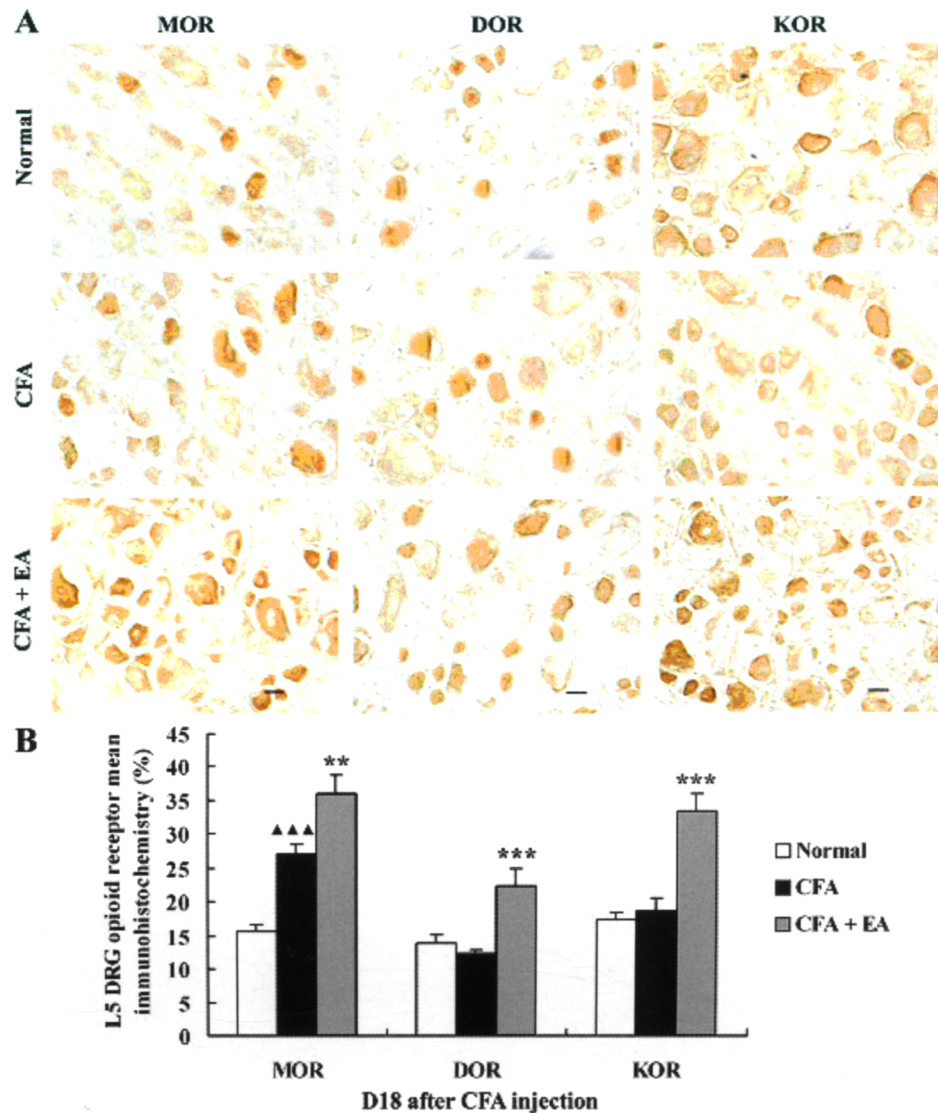 A
MOR DOR KOR
Normal
CFA
CFA + EA
B
L5 DRG opioid receptor mean
immunohistochemistry (%)
45
40
35
30
25
20
15
10
5
0
▲▲▲
**
***
***
MOR DOR KOR
D18 after CFA injection
Normal
CFA
CFA + EA